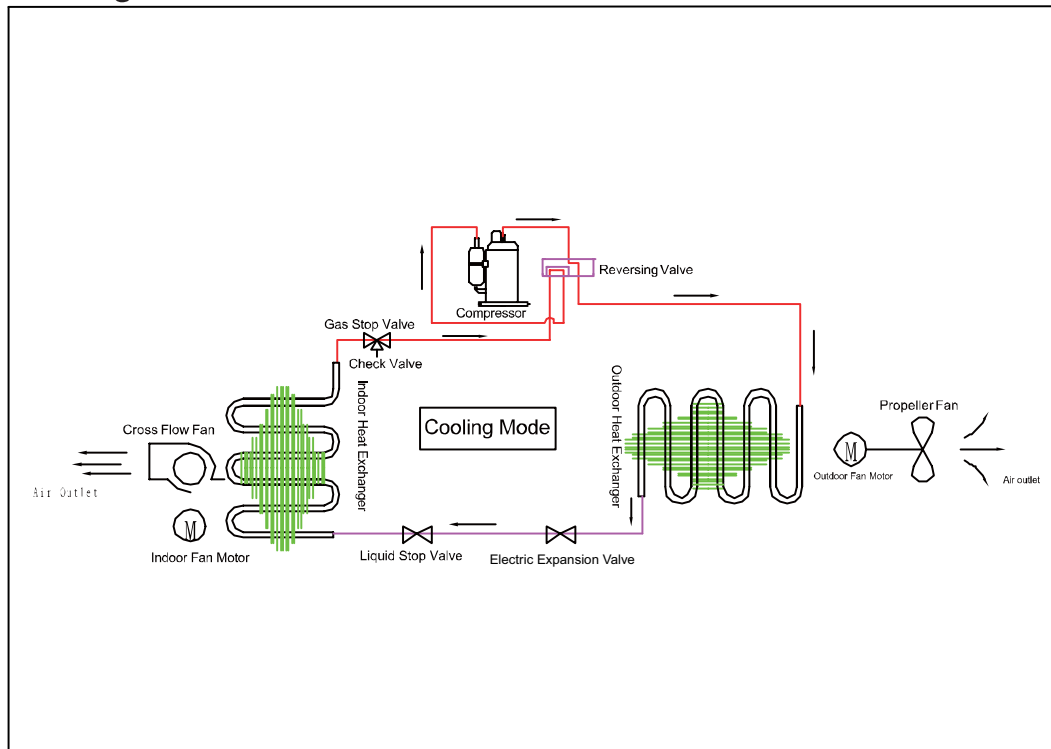 Reversing Valve
Compressor
Gas Stop Valve
Check Valve
Indoor Heat Exchanger
Outdoor Heat Exchanger
Cooling Mode
Propeller Fan
Cross Flow Fan
M
Outdoor Fan Motor
Air outlet
Air Outlet
M
Indoor Fan Motor
Liquid Stop Valve
Electric Expansion Valve